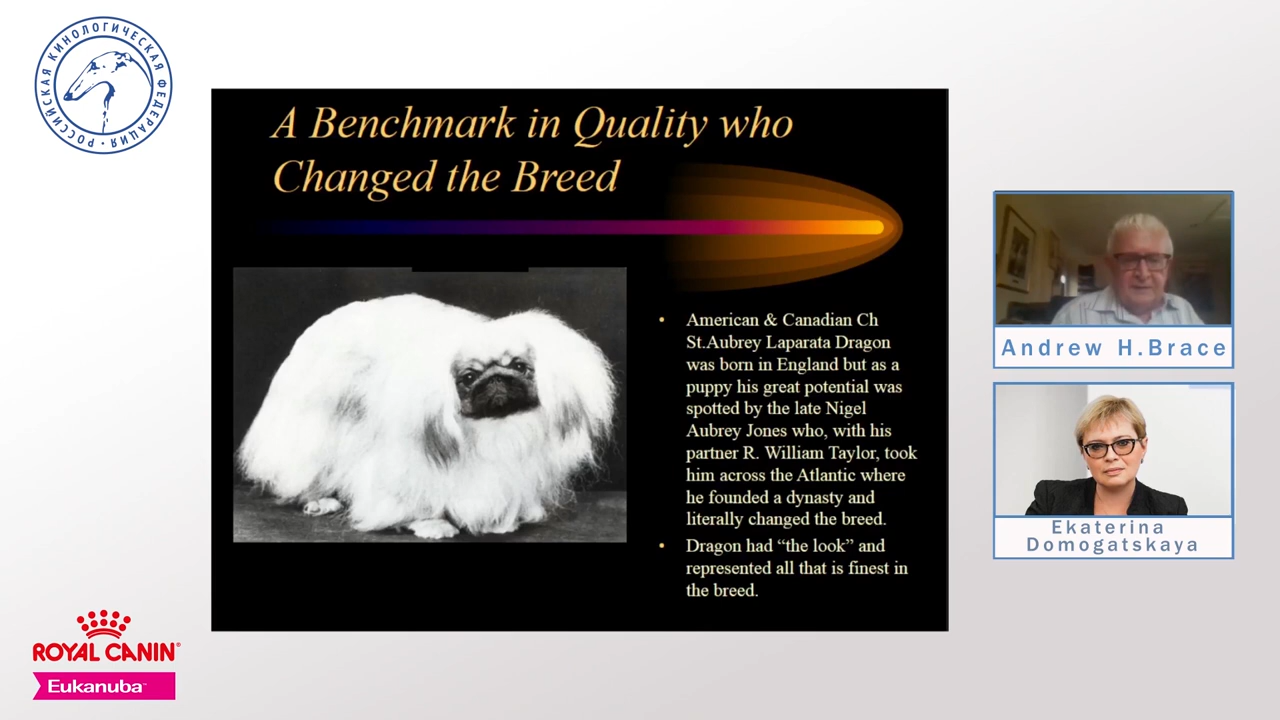 РОССИЙСКАЯ КИНОЛОГИЧЕСКАЯ ФЕДЕРАЦИЯ
A Benchmark in Quality who
Changed the Breed
• American & Canadian Ch
St.Aubrey Laparata Dragon
was born in England but as a
puppy his great potential was
spotted by the late Nigel
Aubrey Jones who, with his
partner R. William Taylor, took
him across the Atlantic where
he founded a dynasty and
literally changed the breed.
• Dragon had “the look” and
represented all that is finest in
the breed.
Andrew H.Brace
Ekaterina
Domogatskaya
ROYAL CANIN®
Eukanuba™